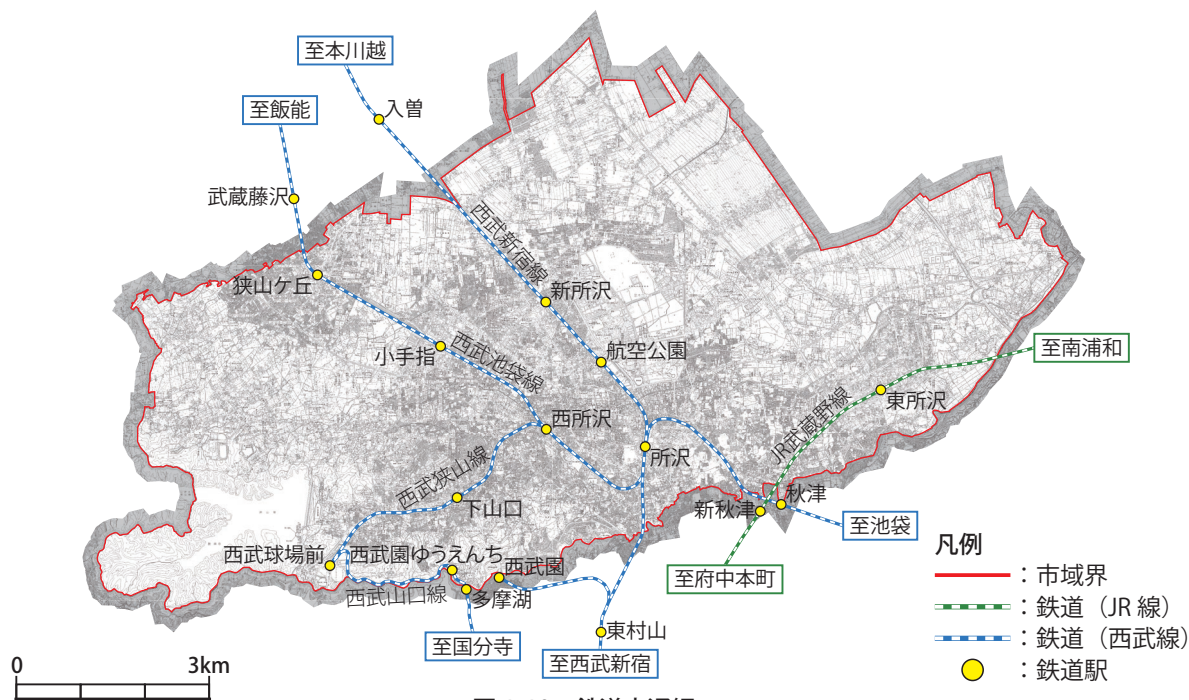 至本川越
入曽
至飯能
武蔵藤沢
西武新宿線
狭山ケ丘
新所沢
小手指
西武池袋線
航空公園
至南浦和
東所沢
JR武蔵野線
西所沢
所沢
西武狭山線
下山口
新秋津
秋津
至池袋
西武球場前
西武園ゆうえんち
西武園
至府中本町
西武山口線
多摩湖
東村山
至国分寺
至西武新宿
凡例
：市域界
：鉄道（JR 線）
：鉄道（西武線）
：鉄道駅
0 3km